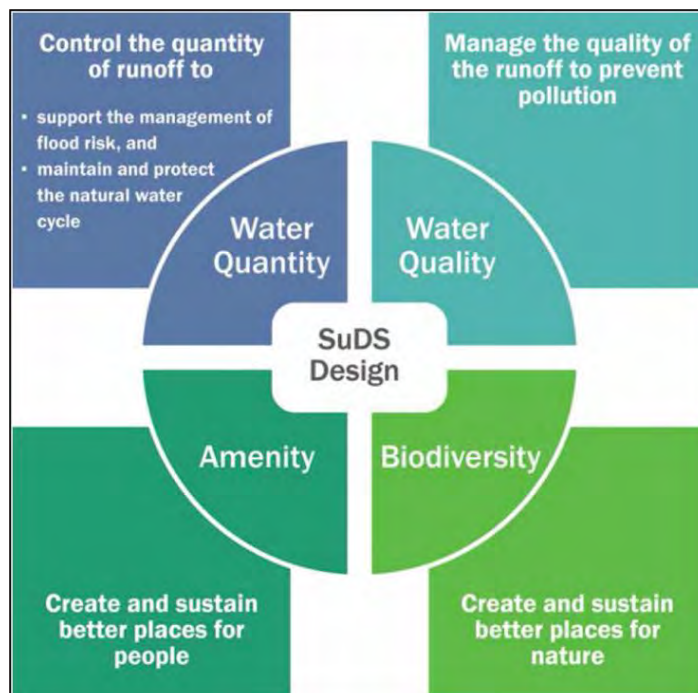 Control the quantity
of runoff to
• support the management of
flood risk, and
• maintain and protect
the natural water
cycle
Manage the quality of
the runoff to prevent
pollution
Water
Quantity
Water
Quality
SuDS
Design
Amenity
Biodiversity
Create and sustain
better places for
people
Create and sustain
better places for
nature